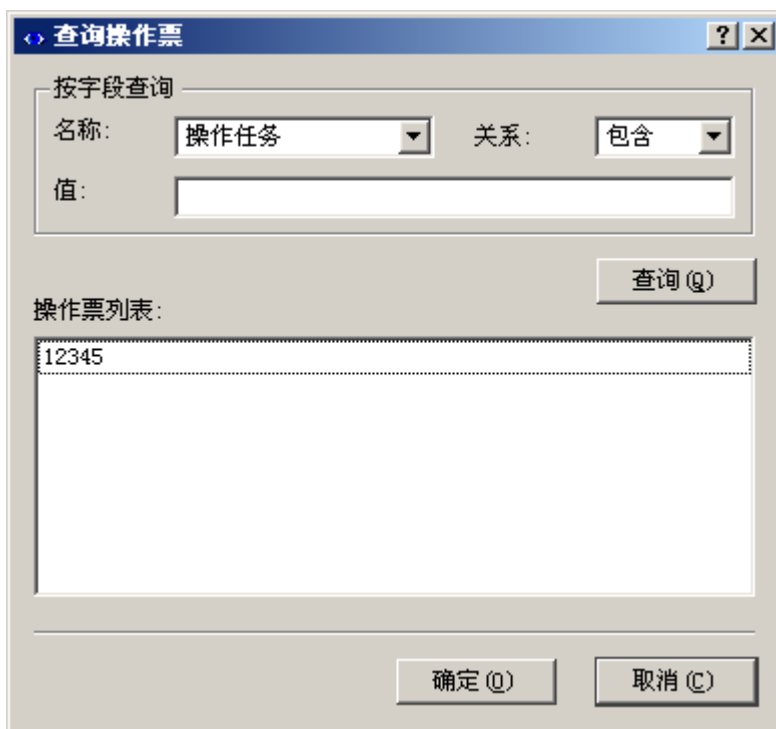 查询操作票
按字段查询
名称: 操作任务 关系: 包含
值:
查询(Q)
操作票列表:
12345
确定(O) 取消(C)